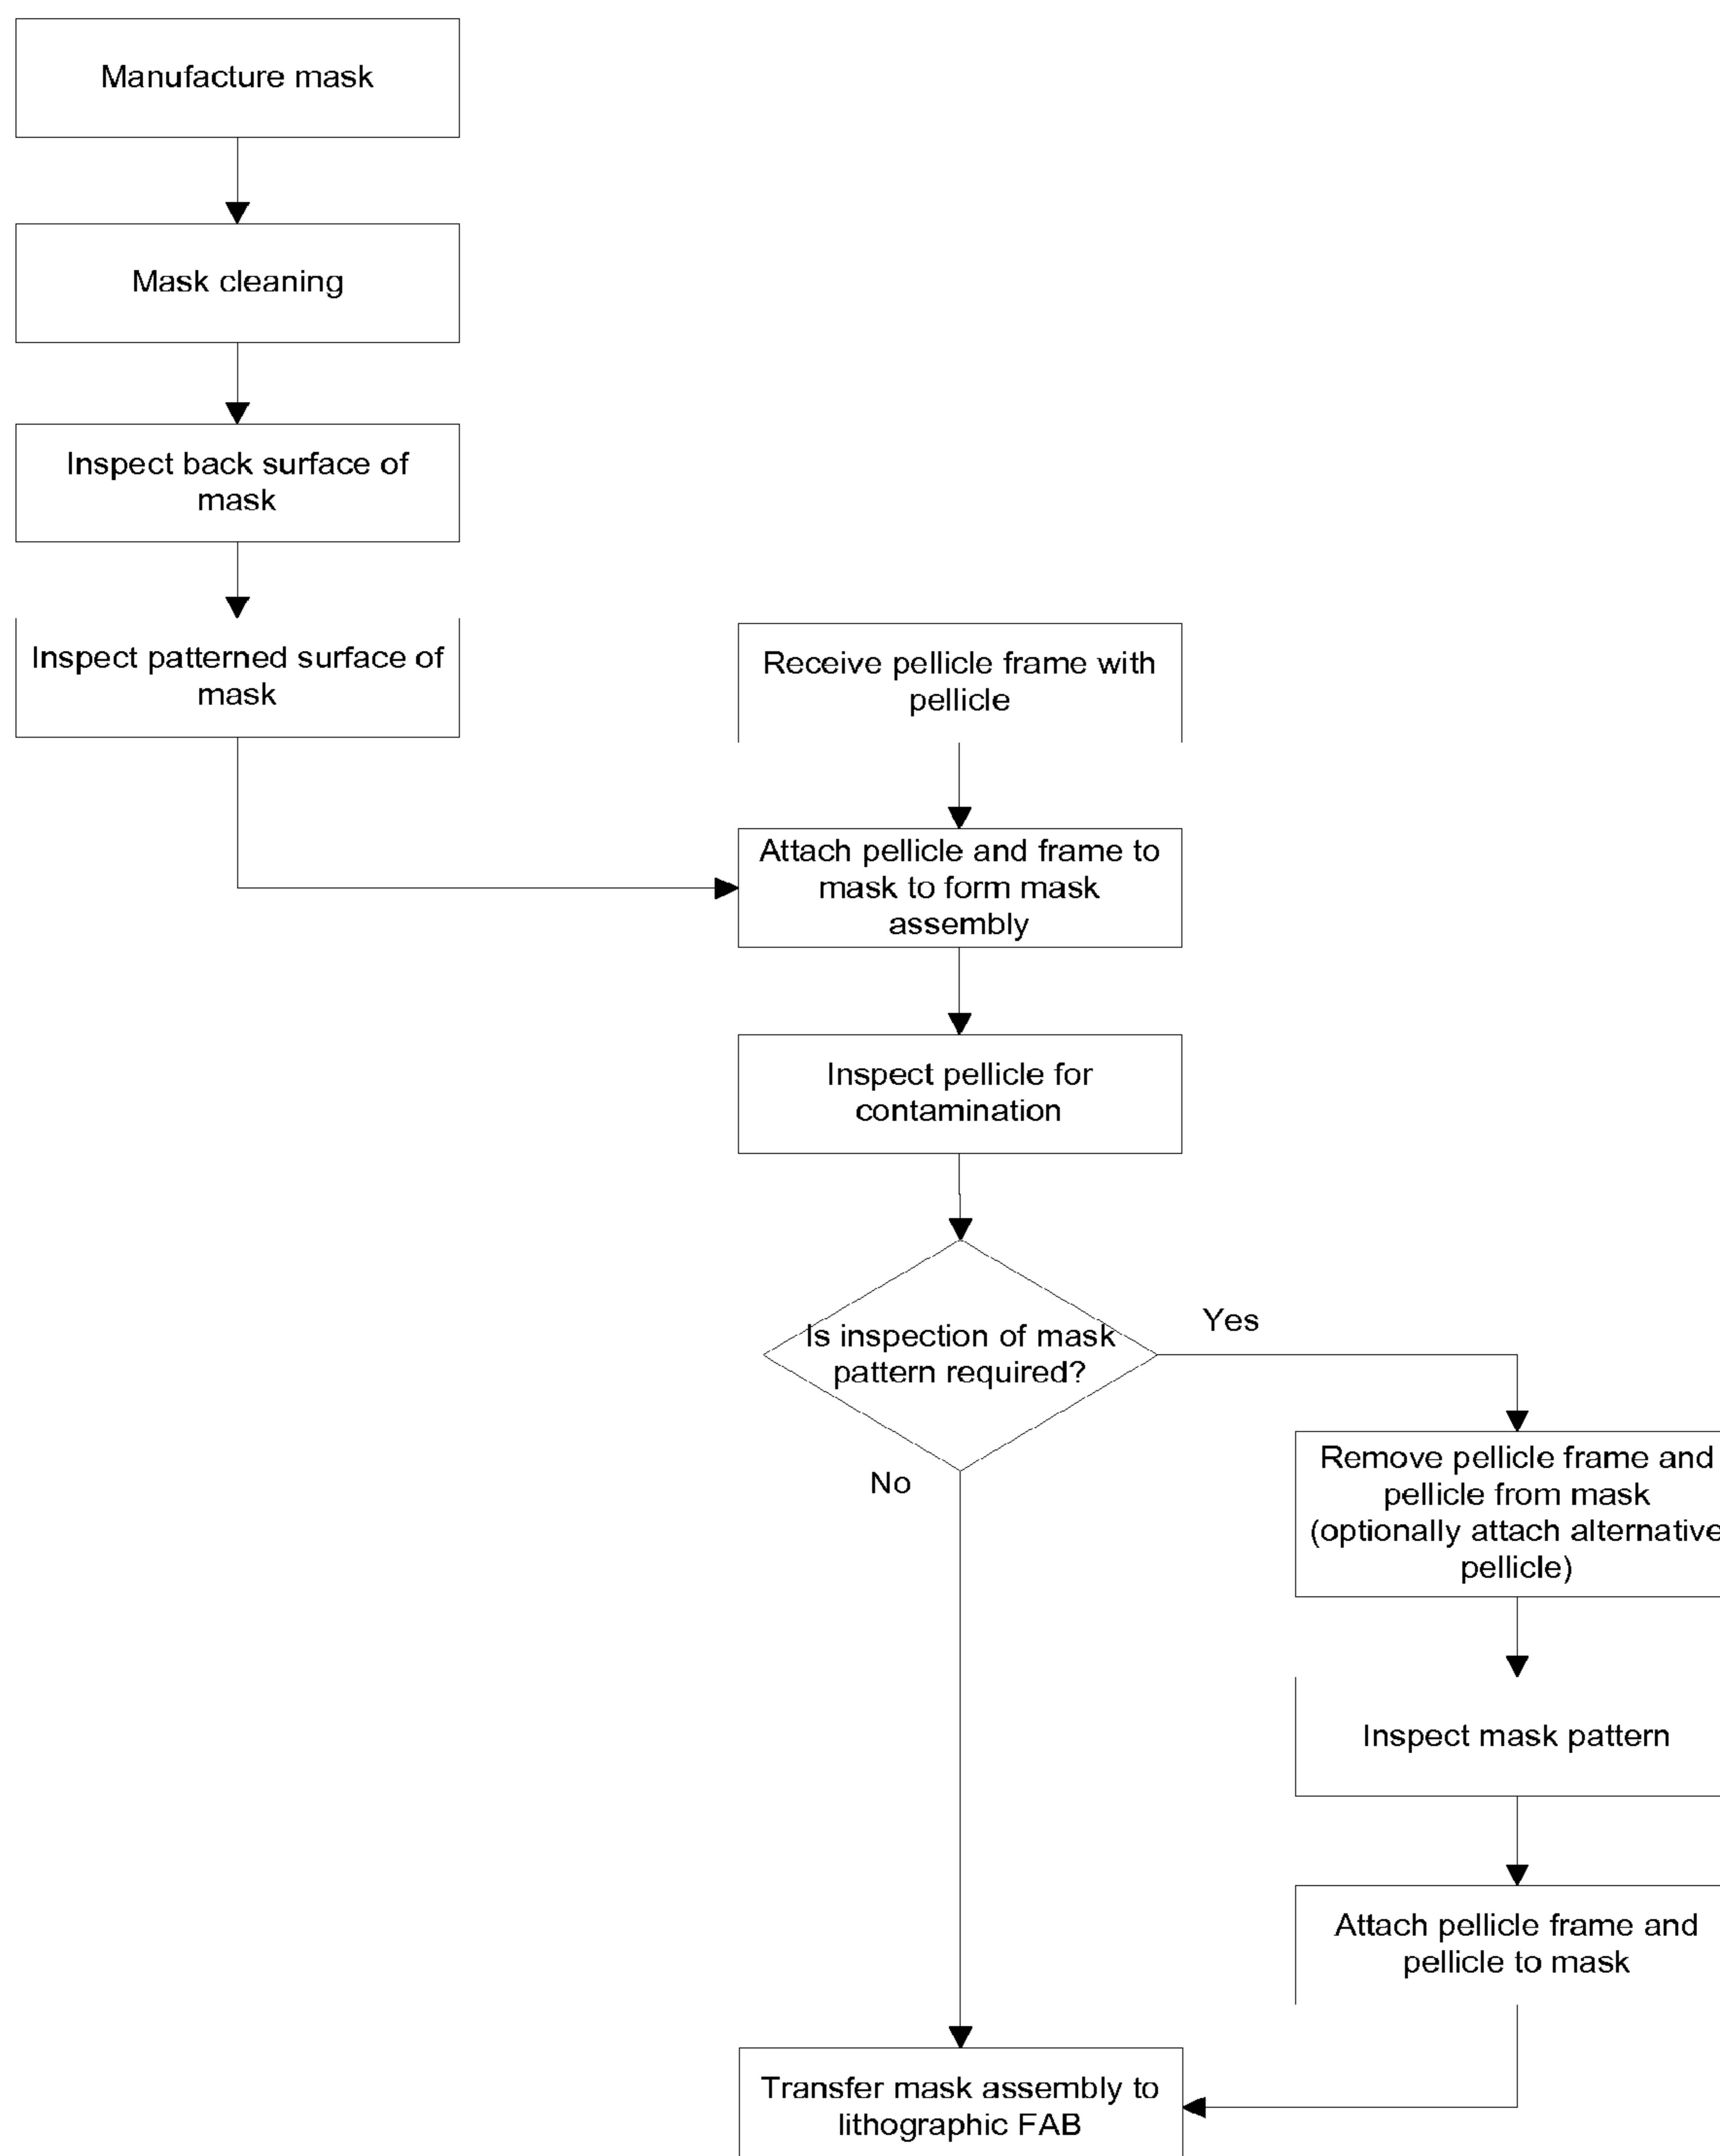 Manufacture mask
Mask cleaning
Inspect back surface of
mask
Inspect patterned surface of
mask
Receive pellicle frame with
pellicle
Attach pellicle and frame to
mask to form mask
assembly
Inspect pellicle for
contamination
Is inspection of mask
pattern required?
Yes
No
Remove pellicle frame and
pellicle from mask
(optionally attach alternative
pellicle)
Inspect mask pattern
Attach pellicle frame and
pellicle to mask
Transfer mask assembly to
lithographic FAB